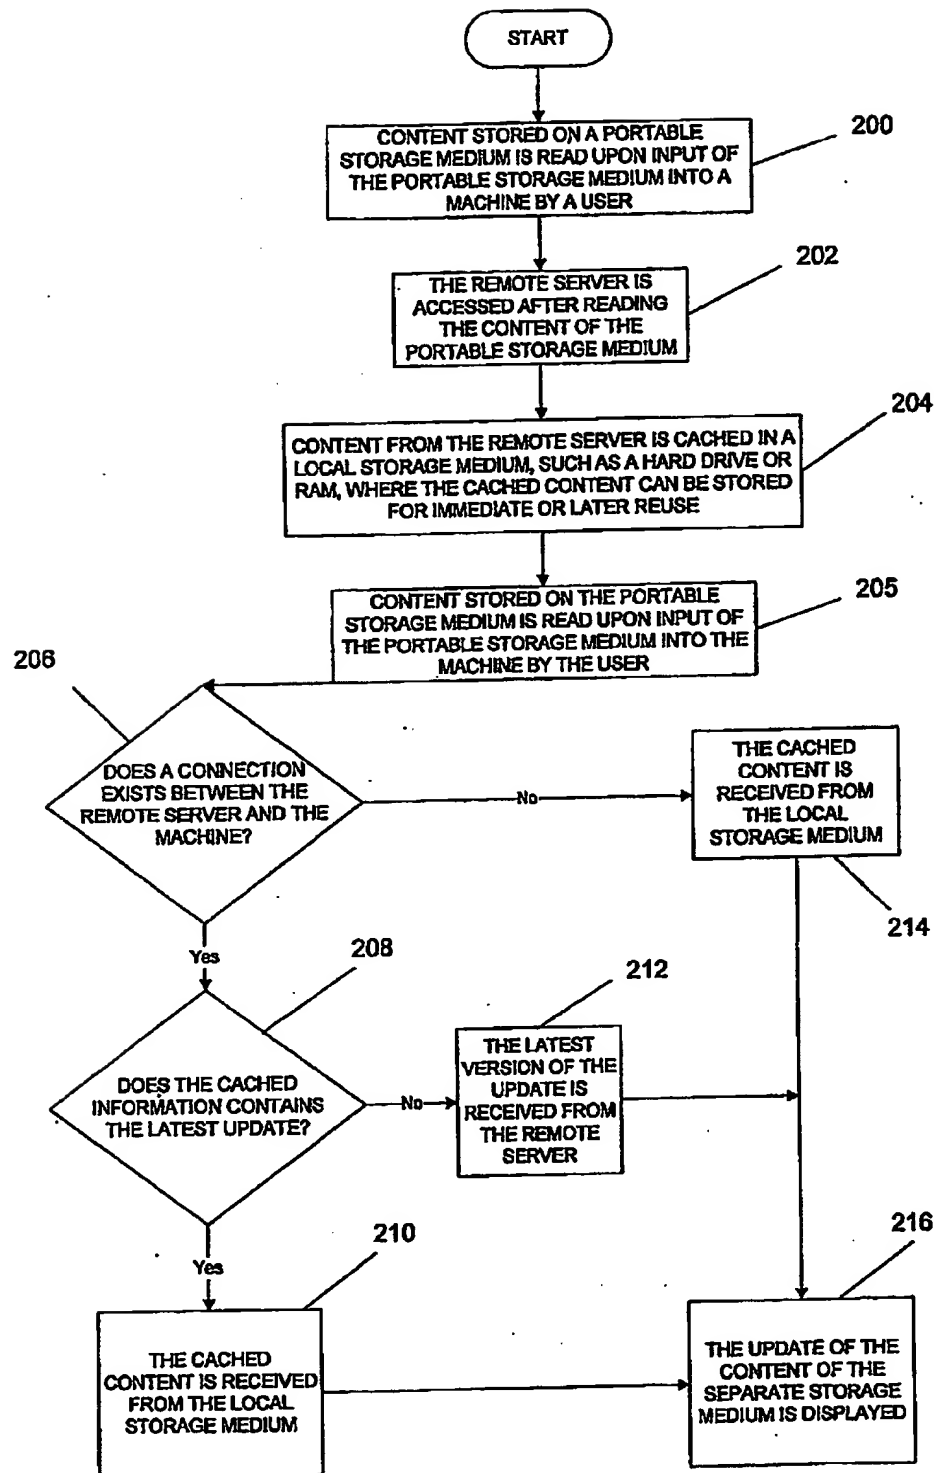 START
CONTENT STORED ON A PORTABLE
STORAGE MEDIUM IS READ UPON INPUT OF
THE PORTABLE STORAGE MEDIUM INTO A
MACHINE BY A USER
200
THE REMOTE SERVER IS
ACCESSED AFTER READING
THE CONTENT OF THE
PORTABLE STORAGE MEDIUM
202
CONTENT FROM THE REMOTE SERVER IS CACHED IN A
LOCAL STORAGE MEDIUM, SUCH AS A HARD DRIVE OR
RAM, WHERE THE CACHED CONTENT CAN BE STORED
FOR IMMEDIATE OR LATER REUSE
204
CONTENT STORED ON THE PORTABLE
STORAGE MEDIUM IS READ UPON INPUT OF
THE PORTABLE STORAGE MEDIUM INTO THE
MACHINE BY THE USER
205
206
DOES A CONNECTION
EXISTS BETWEEN THE
REMOTE SERVER AND THE
MACHINE?
No
THE CACHED
CONTENT IS
RECEIVED FROM
THE LOCAL
STORAGE MEDIUM
214
Yes
208
DOES THE CACHED
INFORMATION CONTAINS
THE LATEST UPDATE?
No
212
THE LATEST
VERSION OF THE
UPDATE IS
RECEIVED FROM
THE REMOTE
SERVER
Yes
210
THE CACHED
CONTENT IS RECEIVED
FROM THE LOCAL
STORAGE MEDIUM
216
THE UPDATE OF THE
CONTENT OF THE
SEPARATE STORAGE
MEDIUM IS DISPLAYED